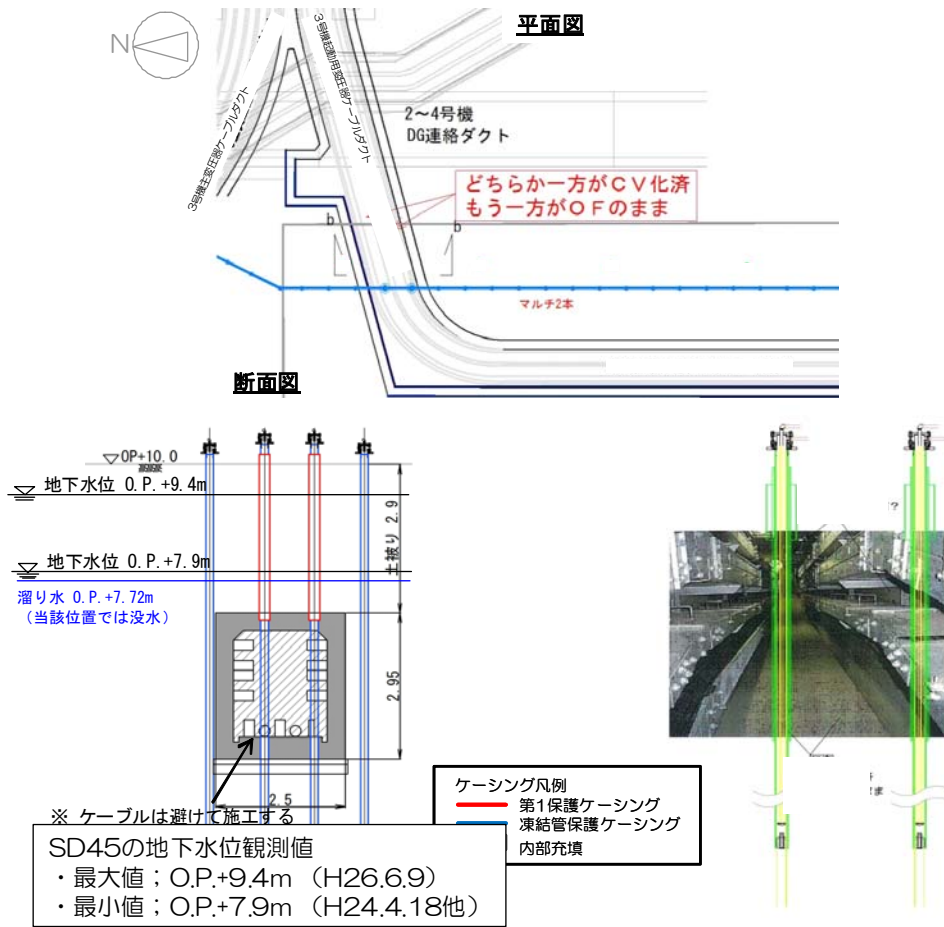 平面図
N
3号機主変圧器ケーブルダクト
3号機起動用変圧器ケーブルダクト
2～4号機
DG連絡ダクト
どちらか一方がＣＶ化済
もう一方がＯＦのまま
b
b
マルチ2本
断面図
OP+10.0
地下水位 O.P.+9.4m
地下水位 O.P.+7.9m
溜り水 O.P.+7.72m
（当該位置では没水）
土被り 2.9
2.95
2.5
?
ま
※ ケーブルは避けて施工する
ケーシング凡例
第1保護ケーシング
凍結管保護ケーシング
内部充填
SD45の地下水位観測値
・最大値；O.P.+9.4m （H26.6.9）
・最小値；O.P.+7.9m （H24.4.18他）